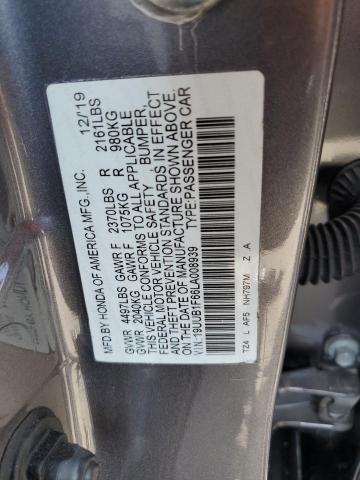 MFD BY HONDA OF AMERICA MFG., INC. 12/19
GVWR 4497LBS GAWR F 2370LBS R 2161LBS
GVWR 2040KG GAWR F 1075KG R 980KG
THIS VEHICLE CONFORMS TO ALL APPLICABLE
FEDERAL MOTOR VEHICLE SAFETY, BUMPER,
AND THEFT PREVENTION STANDARDS IN EFFECT
ON THE DATE OF MANUFACTURE SHOWN ABOVE.
V.I.N.:19UUB1F66LA008939 TYPE:PASSENGER CAR
TZ4 L AF5 NH797M Z A